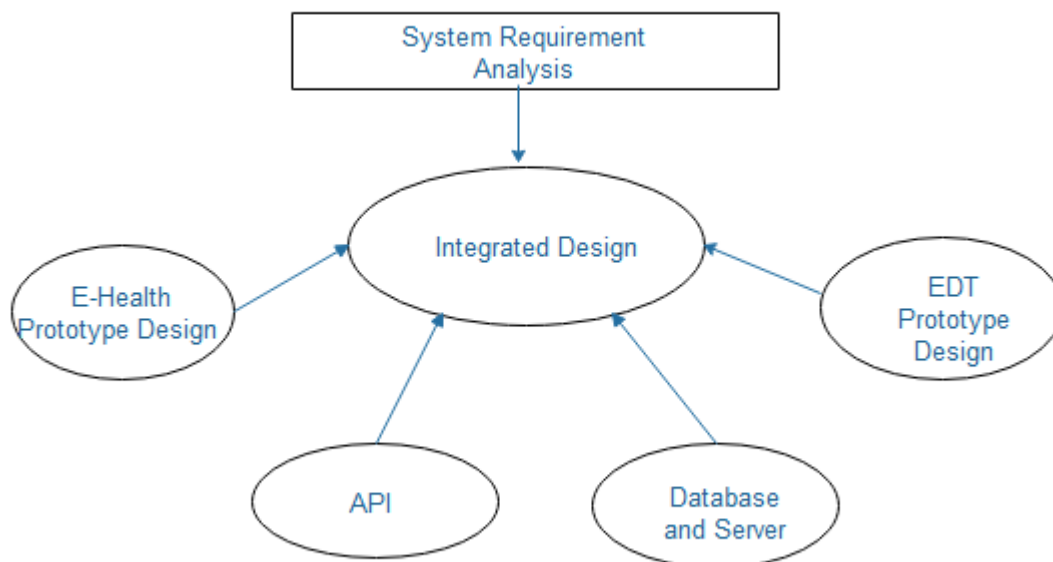 System Requirement
Analysis
Integrated Design
E-Health
Prototype Design
EDT
Prototype
Design
API
Database
and Server